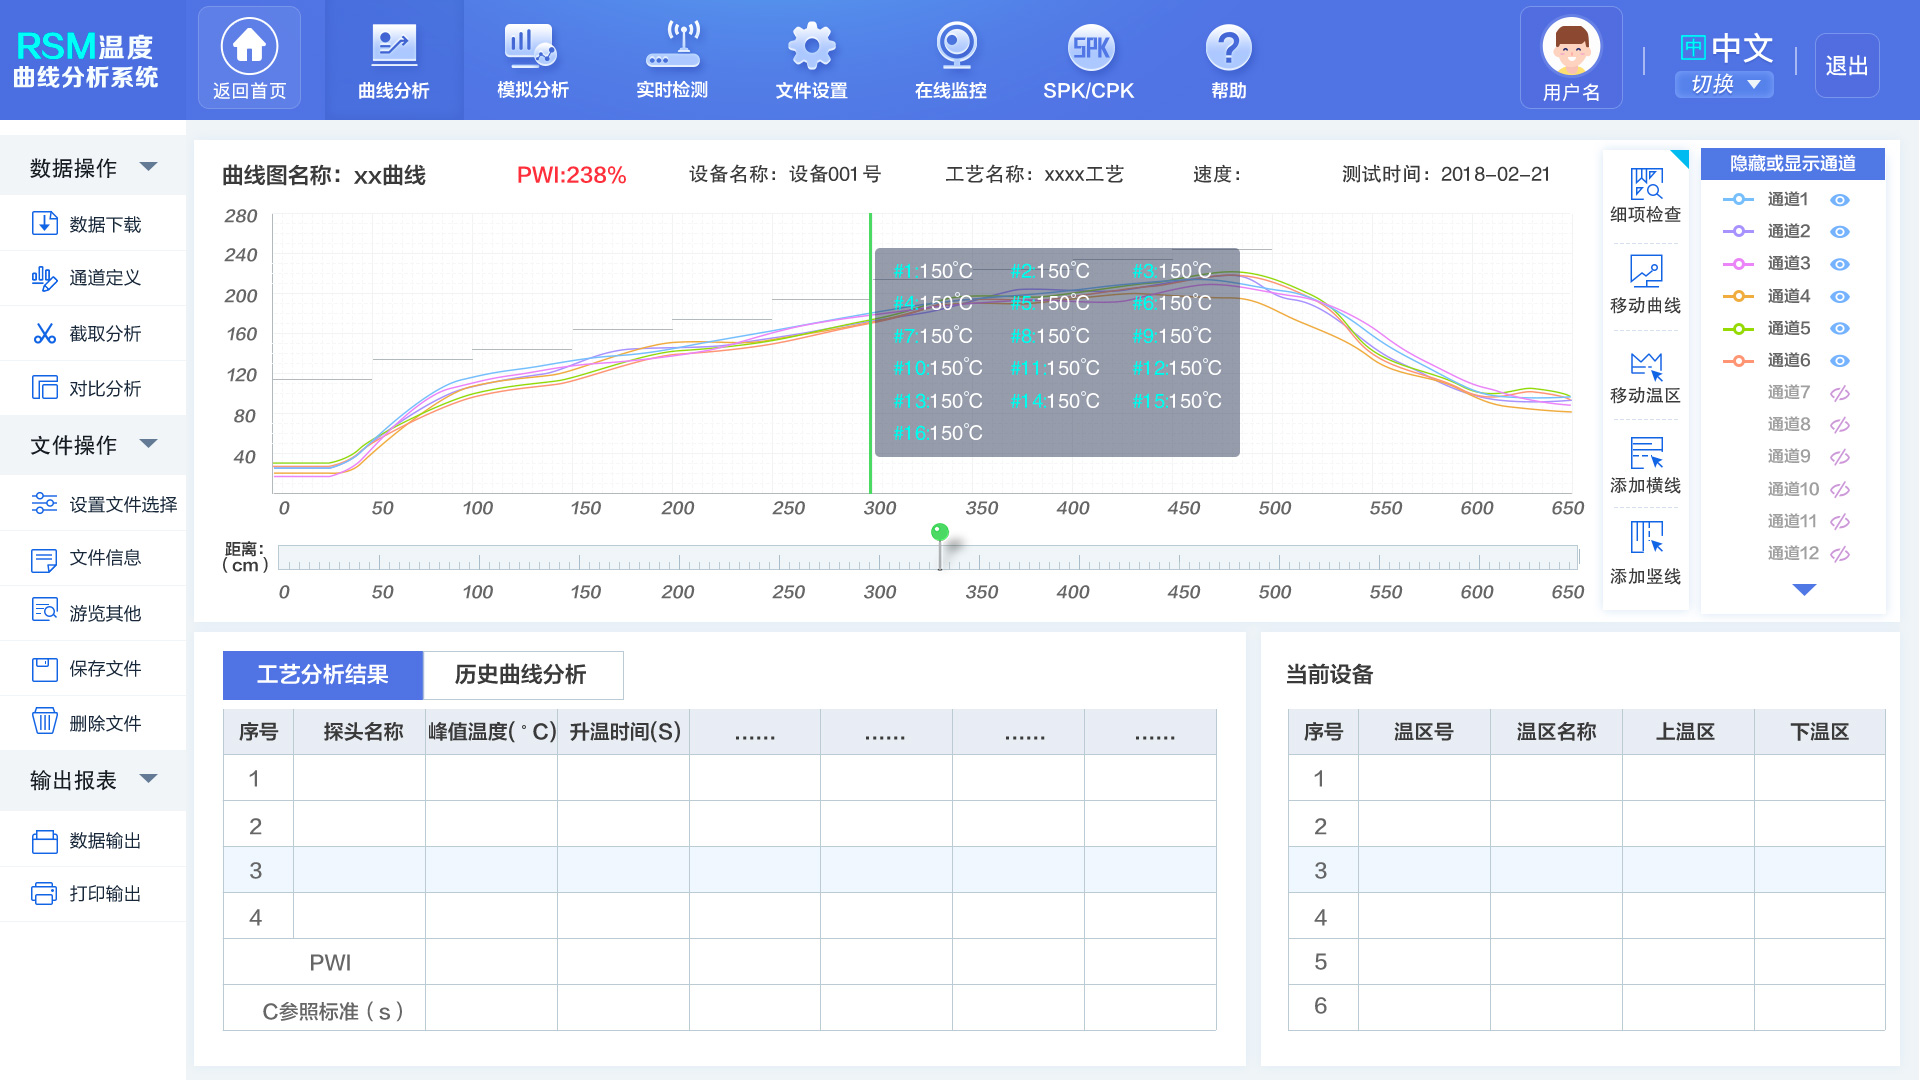 RSM温度
曲线分析系统
返回首页
曲线分析
模拟分析
实时检测
文件设置
在线监控
SPK
SPK/CPK
?
帮助
用户名
中 中文
切换
退出
数据操作
数据下载
通道定义
截取分析
对比分析
文件操作
设置文件选择
文件信息
游览其他
保存文件
删除文件
输出报表
数据输出
打印输出
曲线图名称：xx曲线
PWI:238%
设备名称：设备001号
工艺名称：xxxx工艺
速度：
测试时间：2018-02-21
280
240
200
160
120
80
40
#1:150°C #2:150°C #3:150°C
#4:150°C #5:150°C #6:150°C
#7:150°C #8:150°C #9:150°C
#10:150°C #11:150°C #12:150°C
#13:150°C #14:150°C #15:150°C
#16:150°C
0 50 100 150 200 250 300 350 400 450 500 550 600 650
距离：
（cm）
0 50 100 150 200 250 300 350 400 450 500 550 600 650
细项检查
移动曲线
移动温区
添加横线
添加竖线
隐藏或显示通道
通道1
通道2
通道3
通道4
通道5
通道6
通道7
通道8
通道9
通道10
通道11
通道12
工艺分析结果 历史曲线分析
序号 探头名称 峰值温度(°C) 升温时间(S) ...... ...... ...... ......
1
2
3
4
PWI
C参照标准（s）
当前设备
序号 温区号 温区名称 上温区 下温区
1
2
3
4
5
6